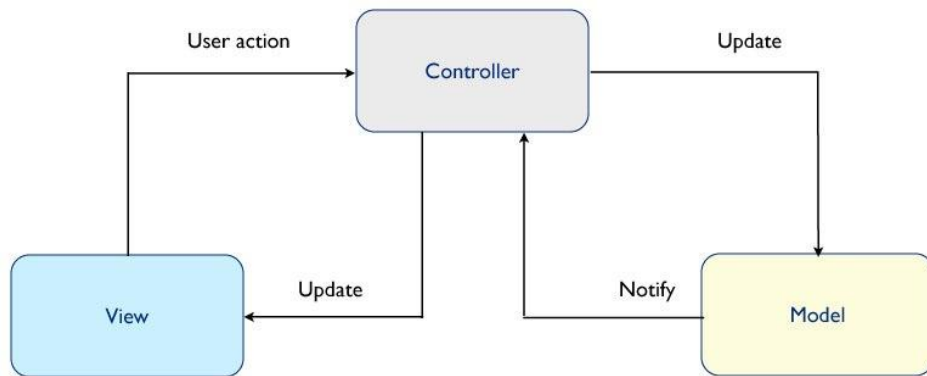 User action
Update
Controller
Update
Notify
View
Model